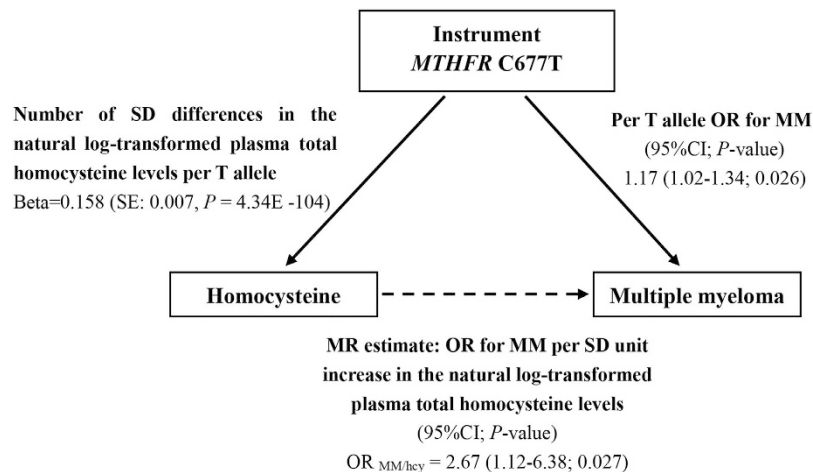 Instrument
MTHFR C677T
Number of SD differences in the
natural log-transformed plasma total
homocysteine levels per T allele
Beta=0.158 (SE: 0.007, P = 4.34E -104)
Per T allele OR for MM
(95%CI; P-value)
1.17 (1.02-1.34; 0.026)
Homocysteine
Multiple myeloma
MR estimate: OR for MM per SD unit
increase in the natural log-transformed
plasma total homocysteine levels
(95%CI; P-value)
OR MM/hcy = 2.67 (1.12-6.38; 0.027)